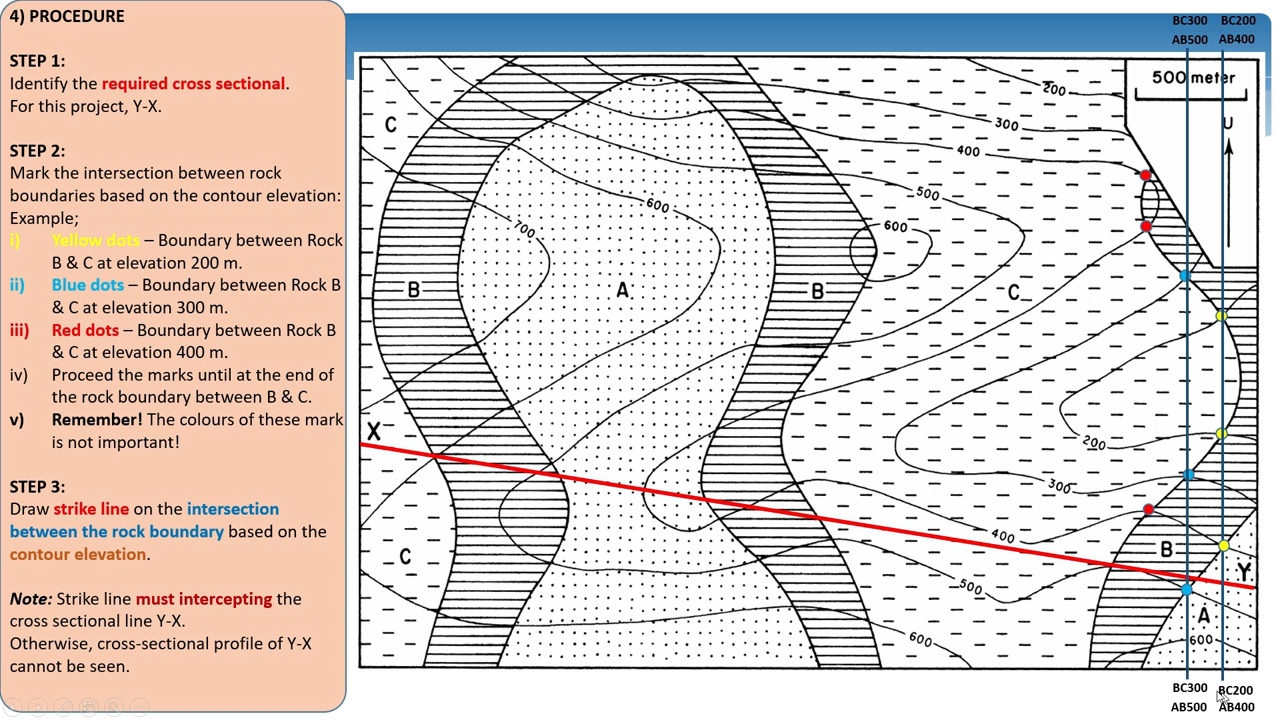 4) PROCEDURE
STEP 1:
Identify the required cross sectional.
For this project, Y-X.
STEP 2:
Mark the intersection between rock
boundaries based on the contour elevation:
Example;
i) Yellow dots – Boundary between Rock
B & C at elevation 200 m.
ii) Blue dots – Boundary between Rock B
& C at elevation 300 m.
iii) Red dots – Boundary between Rock B
& C at elevation 400 m.
iv) Proceed the marks until at the end of
the rock boundary between B & C.
v) Remember! The colours of these mark
is not important!
STEP 3:
Draw strike line on the intersection
between the rock boundary based on the
contour elevation.
Note: Strike line must intercepting the
cross sectional line Y-X.
Otherwise, cross-sectional profile of Y-X
cannot be seen.
BC300 BC200
AB500 AB400
500 meter
U
200
300
400
500
600
600
700
C
B
A
B
C
X
200
300
400
500
600
C
B
Y
A
600
BC300 BC200
AB500 AB400